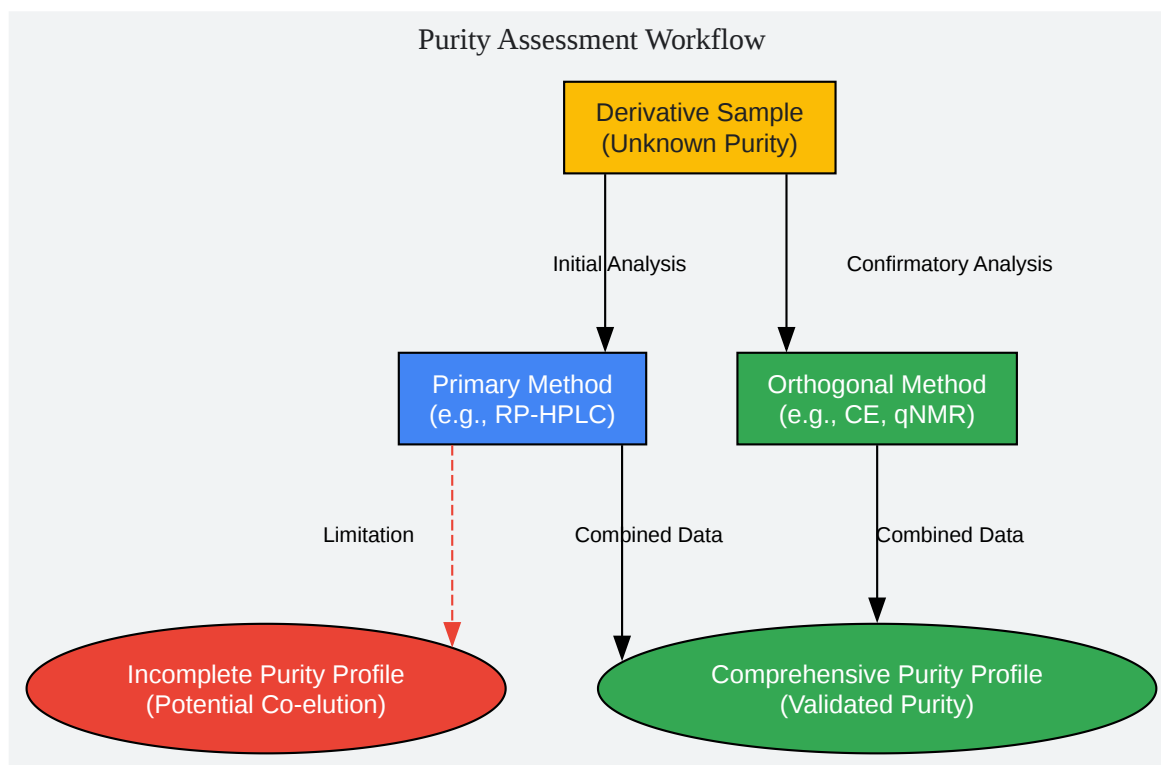 Purity Assessment Workflow
Derivative Sample
(Unknown Purity)
Initial Analysis
Confirmatory Analysis
Primary Method
(e.g., RP-HPLC)
Orthogonal Method
(e.g., CE, qNMR)
Limitation
Combined Data
Combined Data
Incomplete Purity Profile
(Potential Co-elution)
Comprehensive Purity Profile
(Validated Purity)